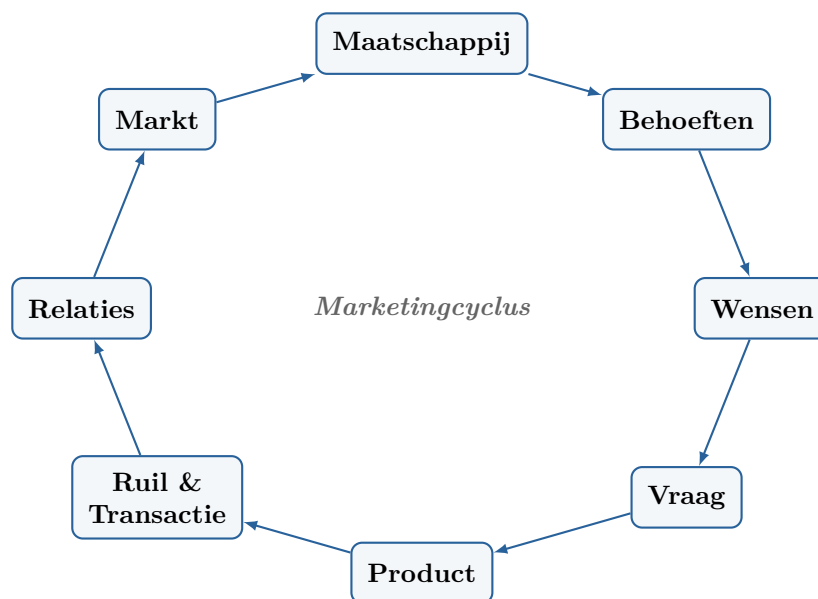 Maatschappij
Markt
Behoeften
Relaties
Marketingcyclus
Wensen
Ruil &
Transactie
Vraag
Product